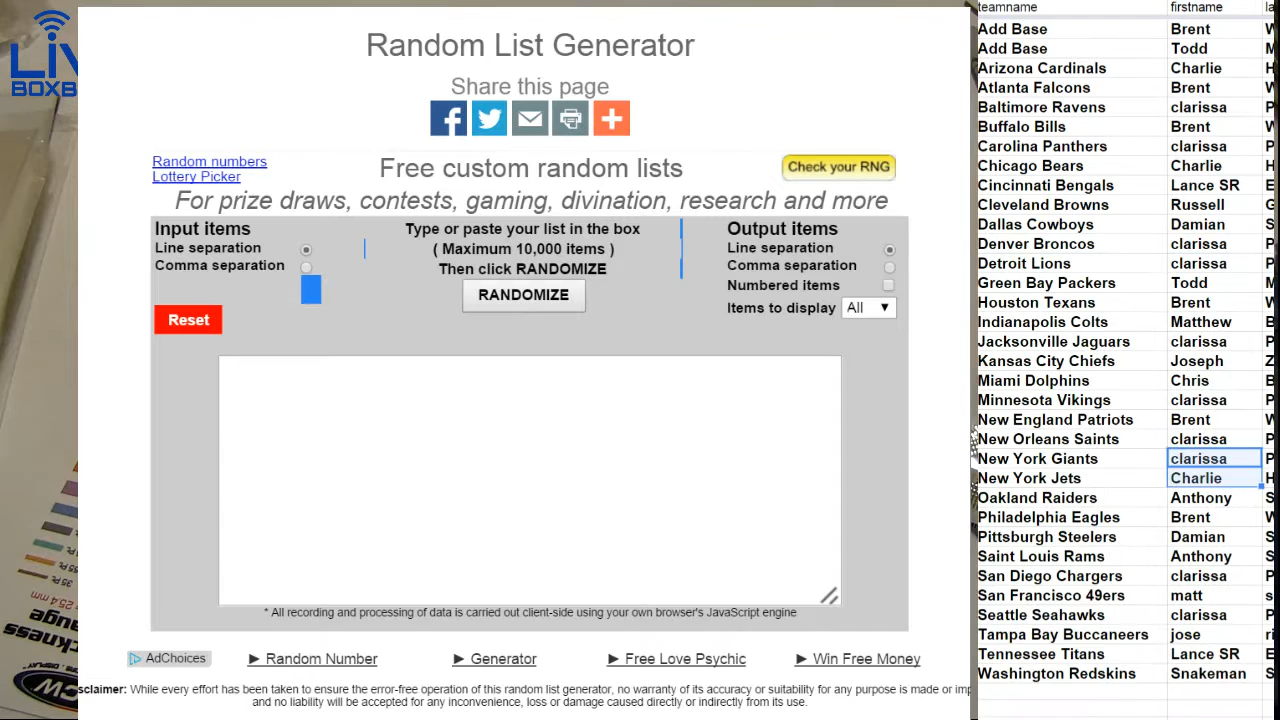 LIV
BOXB
Random List Generator
Share this page
Random numbers
Lottery Picker
Free custom random lists
Check your RNG
For prize draws, contests, gaming, divination, research and more
Input items
Line separation
Comma separation
Reset
Type or paste your list in the box
( Maximum 10,000 items )
Then click RANDOMIZE
RANDOMIZE
Output items
Line separation
Comma separation
Numbered items
Items to display All
* All recording and processing of data is carried out client-side using your own browser's JavaScript engine
AdChoices
► Random Number
► Generator
► Free Love Psychic
► Win Free Money
sclaimer: While every effort has been taken to ensure the error-free operation of this random list generator, no warranty of its accuracy or suitability for any purpose is made or imp
and no liability will be accepted for any inconvenience, loss or damage caused directly or indirectly from its use.
teamname firstname la
Add Base Brent W
Add Base Todd M
Arizona Cardinals Charlie H
Atlanta Falcons Brent W
Baltimore Ravens clarissa P
Buffalo Bills Brent W
Carolina Panthers clarissa P
Chicago Bears Charlie H
Cincinnati Bengals Lance SR E
Cleveland Browns Russell G
Dallas Cowboys Damian S
Denver Broncos clarissa P
Detroit Lions clarissa P
Green Bay Packers Todd M
Houston Texans Brent W
Indianapolis Colts Matthew B
Jacksonville Jaguars clarissa P
Kansas City Chiefs Joseph Z
Miami Dolphins Chris B
Minnesota Vikings clarissa P
New England Patriots Brent W
New Orleans Saints clarissa P
New York Giants clarissa P
New York Jets Charlie H
Oakland Raiders Anthony S
Philadelphia Eagles Brent W
Pittsburgh Steelers Damian S
Saint Louis Rams Anthony S
San Diego Chargers clarissa P
San Francisco 49ers matt s
Seattle Seahawks clarissa P
Tampa Bay Buccaneers jose ri
Tennessee Titans Lance SR E
Washington Redskins Snakeman S
35 Pt.
= 25.4 mm
ckness
auge
CW